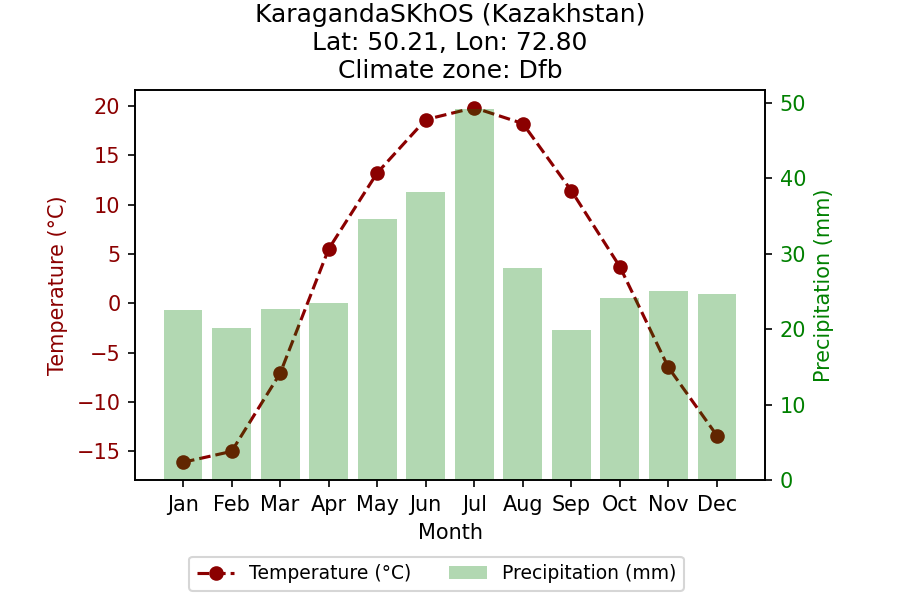 KaragandaSKhOS (Kazakhstan)
Lat: 50.21, Lon: 72.80
Climate zone: Dfb
20
15
10
5
0
−5
−10
−15
Temperature (°C)
50
40
30
20
10
0
Precipitation (mm)
Jan Feb Mar Apr May Jun Jul Aug Sep Oct Nov Dec
Month
Temperature (°C) Precipitation (mm)